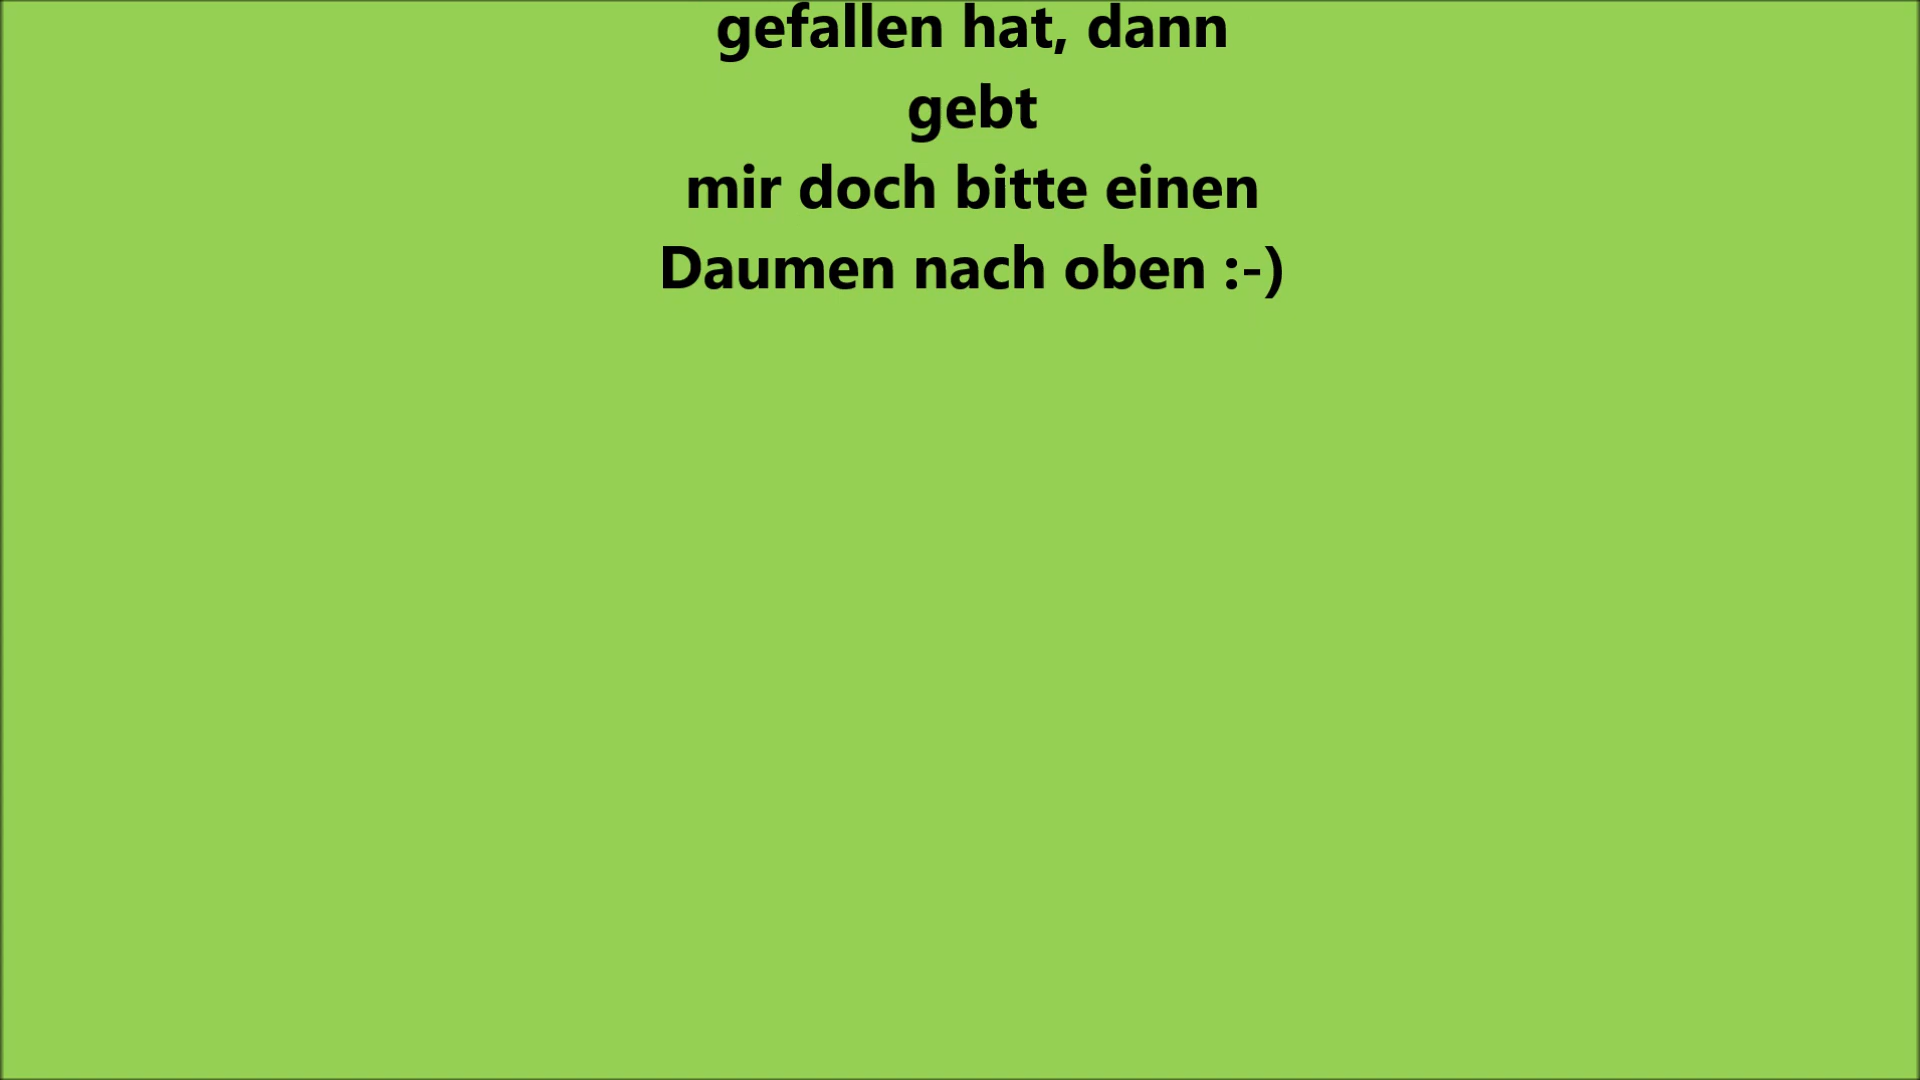 gefallen hat, dann
gebt
mir doch bitte einen
Daumen nach oben :-)